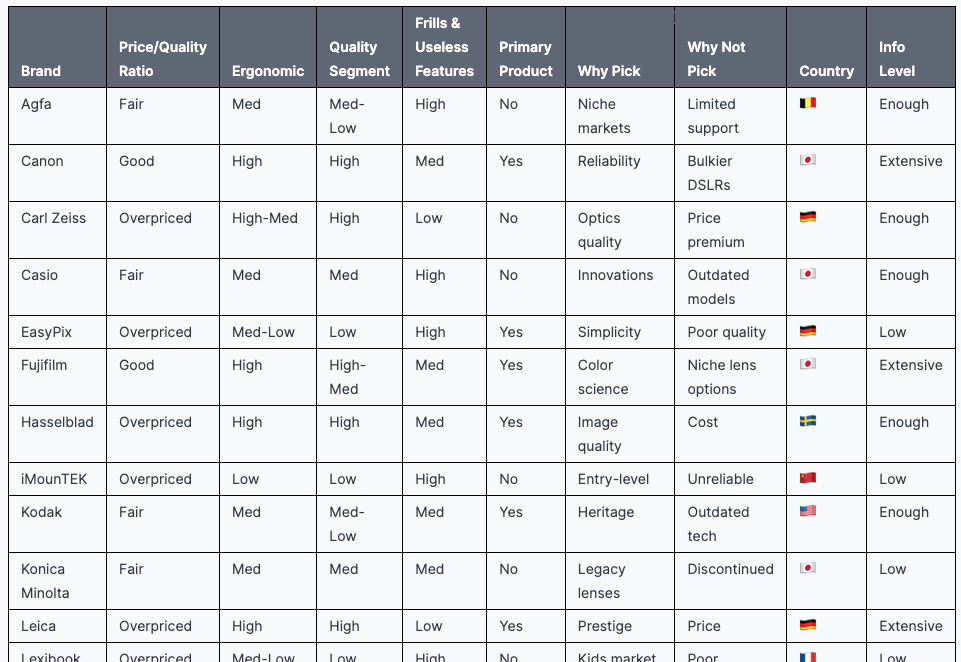 Brand Price/Quality Ratio Ergonomic Quality Segment Frills & Useless Features Primary Product Why Pick Why Not Pick Country Info Level
Agfa Fair Med Med-Low High No Niche markets Limited support Enough
Canon Good High High Med Yes Reliability Bulkier DSLRs Extensive
Carl Zeiss Overpriced High-Med High Low No Optics quality Price premium Enough
Casio Fair Med Med High No Innovations Outdated models Enough
EasyPix Overpriced Med-Low Low High Yes Simplicity Poor quality Low
Fujifilm Good High High-Med Med Yes Color science Niche lens options Extensive
Hasselblad Overpriced High High Med Yes Image quality Cost Enough
iMounTEK Overpriced Low Low High No Entry-level Unreliable Low
Kodak Fair Med Med-Low Med Yes Heritage Outdated tech Enough
Konica Minolta Fair Med Med Med No Legacy lenses Discontinued Low
Leica Overpriced High High Low Yes Prestige Price Extensive
Lexibook Overpriced Med-Low Low High No Kids market Poor Low